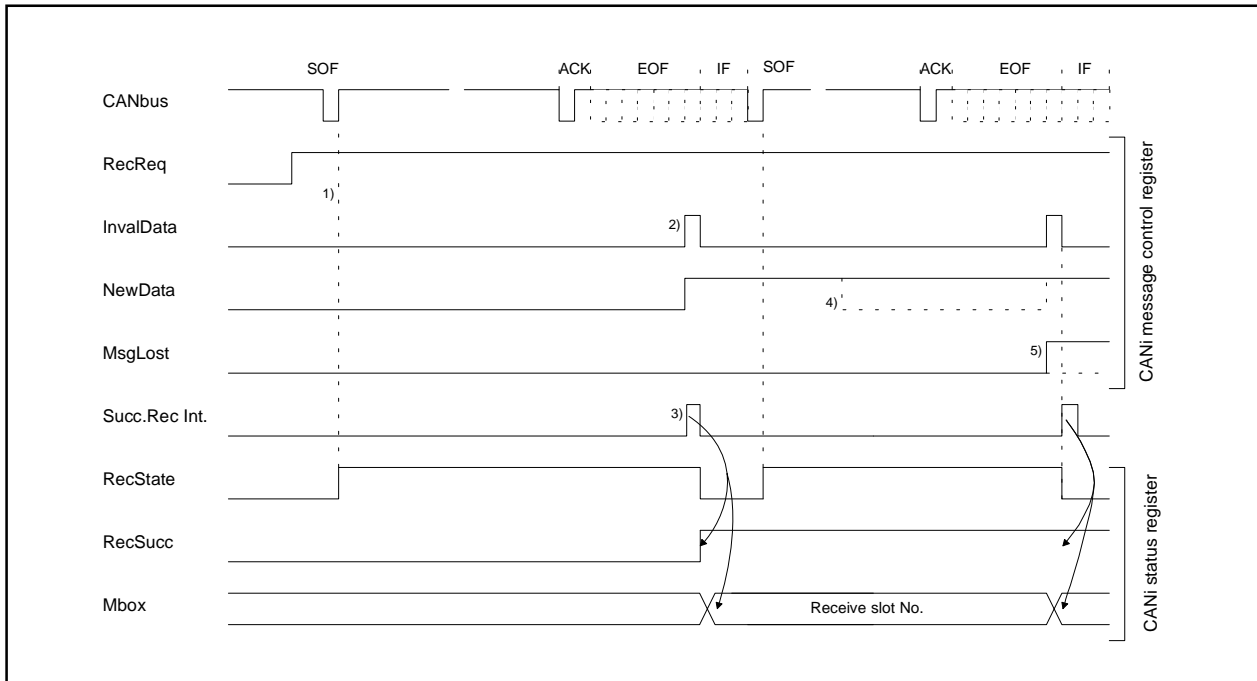 SOF ACK EOF IF SOF ACK EOF IF
CANbus
RecReq
1)
InvalData
2)
NewData
4)
MsgLost
5)
Succ.Rec Int.
3)
RecState
RecSucc
Mbox
Receive slot No.
CANi message control register
CANi status register